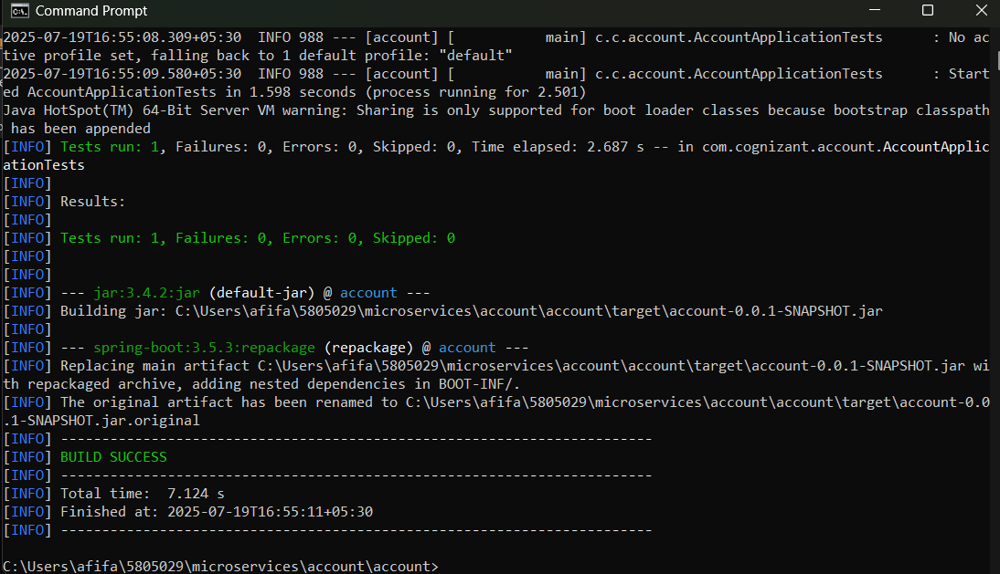 Command Prompt
2025-07-19T16:55:08.309+05:30  INFO 988 --- [account] [           main] c.c.account.AccountApplicationTests      : No ac
tive profile set, falling back to 1 default profile: "default"
2025-07-19T16:55:09.580+05:30  INFO 988 --- [account] [           main] c.c.account.AccountApplicationTests      : Start
ed AccountApplicationTests in 1.598 seconds (process running for 2.501)
Java HotSpot(TM) 64-Bit Server VM warning: Sharing is only supported for boot loader classes because bootstrap classpath
 has been appended
[INFO] Tests run: 1, Failures: 0, Errors: 0, Skipped: 0, Time elapsed: 2.687 s -- in com.cognizant.account.AccountApplic
ationTests
[INFO]
[INFO] Results:
[INFO]
[INFO] Tests run: 1, Failures: 0, Errors: 0, Skipped: 0
[INFO]
[INFO]
[INFO] --- jar:3.4.2:jar (default-jar) @ account ---
[INFO] Building jar: C:\Users\afifa\5805029\microservices\account\account\target\account-0.0.1-SNAPSHOT.jar
[INFO]
[INFO] --- spring-boot:3.5.3:repackage (repackage) @ account ---
[INFO] Replacing main artifact C:\Users\afifa\5805029\microservices\account\account\target\account-0.0.1-SNAPSHOT.jar wi
th repackaged archive, adding nested dependencies in BOOT-INF/.
[INFO] The original artifact has been renamed to C:\Users\afifa\5805029\microservices\account\account\target\account-0.0
.1-SNAPSHOT.jar.original
[INFO] ------------------------------------------------------------------------
[INFO] BUILD SUCCESS
[INFO] ------------------------------------------------------------------------
[INFO] Total time:  7.124 s
[INFO] Finished at: 2025-07-19T16:55:11+05:30
[INFO] ------------------------------------------------------------------------
C:\Users\afifa\5805029\microservices\account\account>